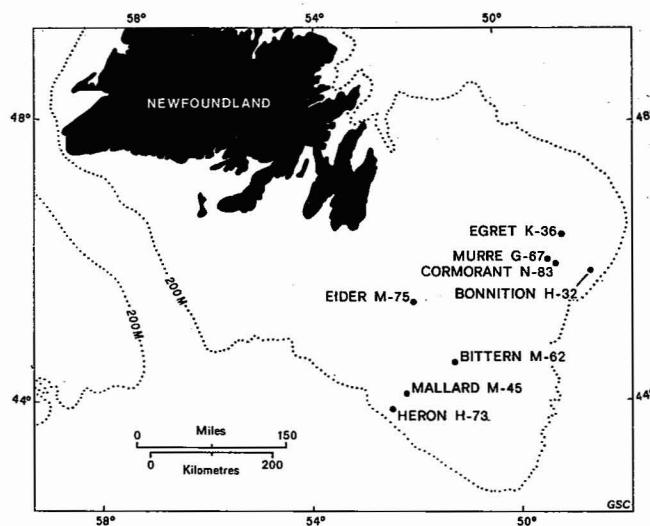 58° 54° 50°
NEWFOUNDLAND
48° 48°
EGRET K-36
MURRE G-67
CORMORANT N-83
EIDER M-75 BONNITION H-32
200M
200M
BITTERN M-62
MALLARD M-45
44° 44°
HERON H-73
0 Miles 150
0 Kilometres 200
GSC
58° 54° 50°